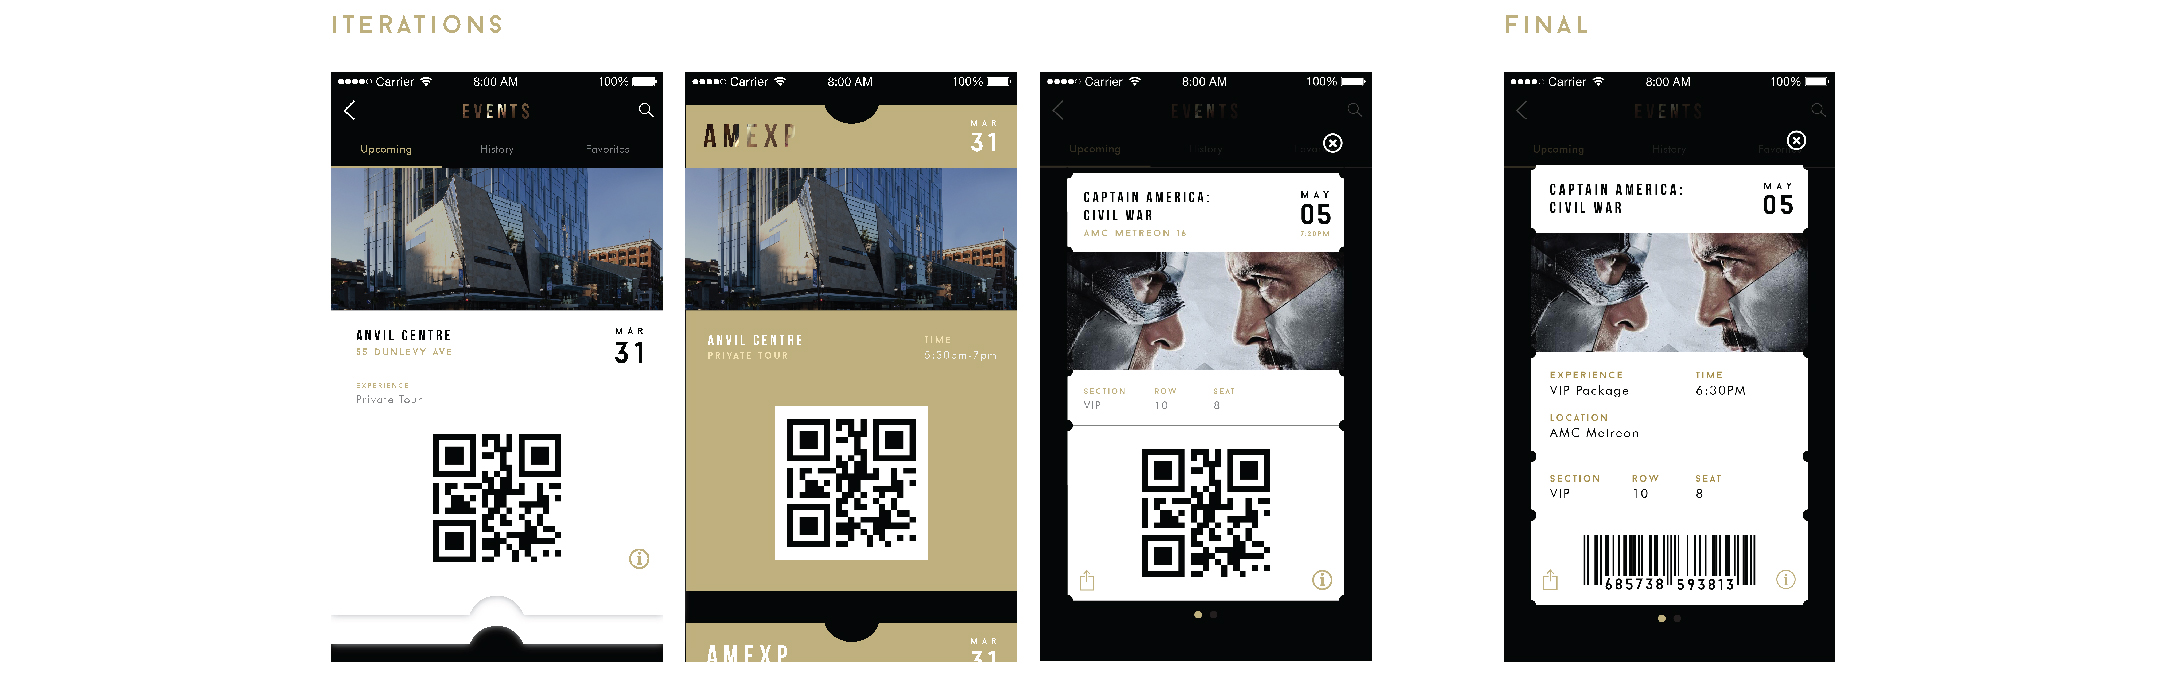 ITERATIONS
FINAL
Carrier 8:00 AM 100%
EVENTS
Upcoming History Favorites
ANVIL CENTRE
55 DUNLEVY AVE
MAR
31
EXPERIENCE
Private Tour
Carrier 8:00 AM 100%
AMEXP
MAR
31
ANVIL CENTRE
PRIVATE TOUR
TIME
5:30pm-7pm
AMEXP
MAR
31
Carrier 8:00 AM 100%
EVENTS
Upcoming History Favo
CAPTAIN AMERICA:
CIVIL WAR
AMC METREON 16
MAY
05
7:20PM
SECTION ROW SEAT
VIP 10 8
Carrier 8:00 AM 100%
EVENTS
Upcoming History Favori
CAPTAIN AMERICA:
CIVIL WAR
MAY
05
EXPERIENCE TIME
VIP Package 6:30PM
LOCATION
AMC Metreon
SECTION ROW SEAT
VIP 10 8
685738 593813